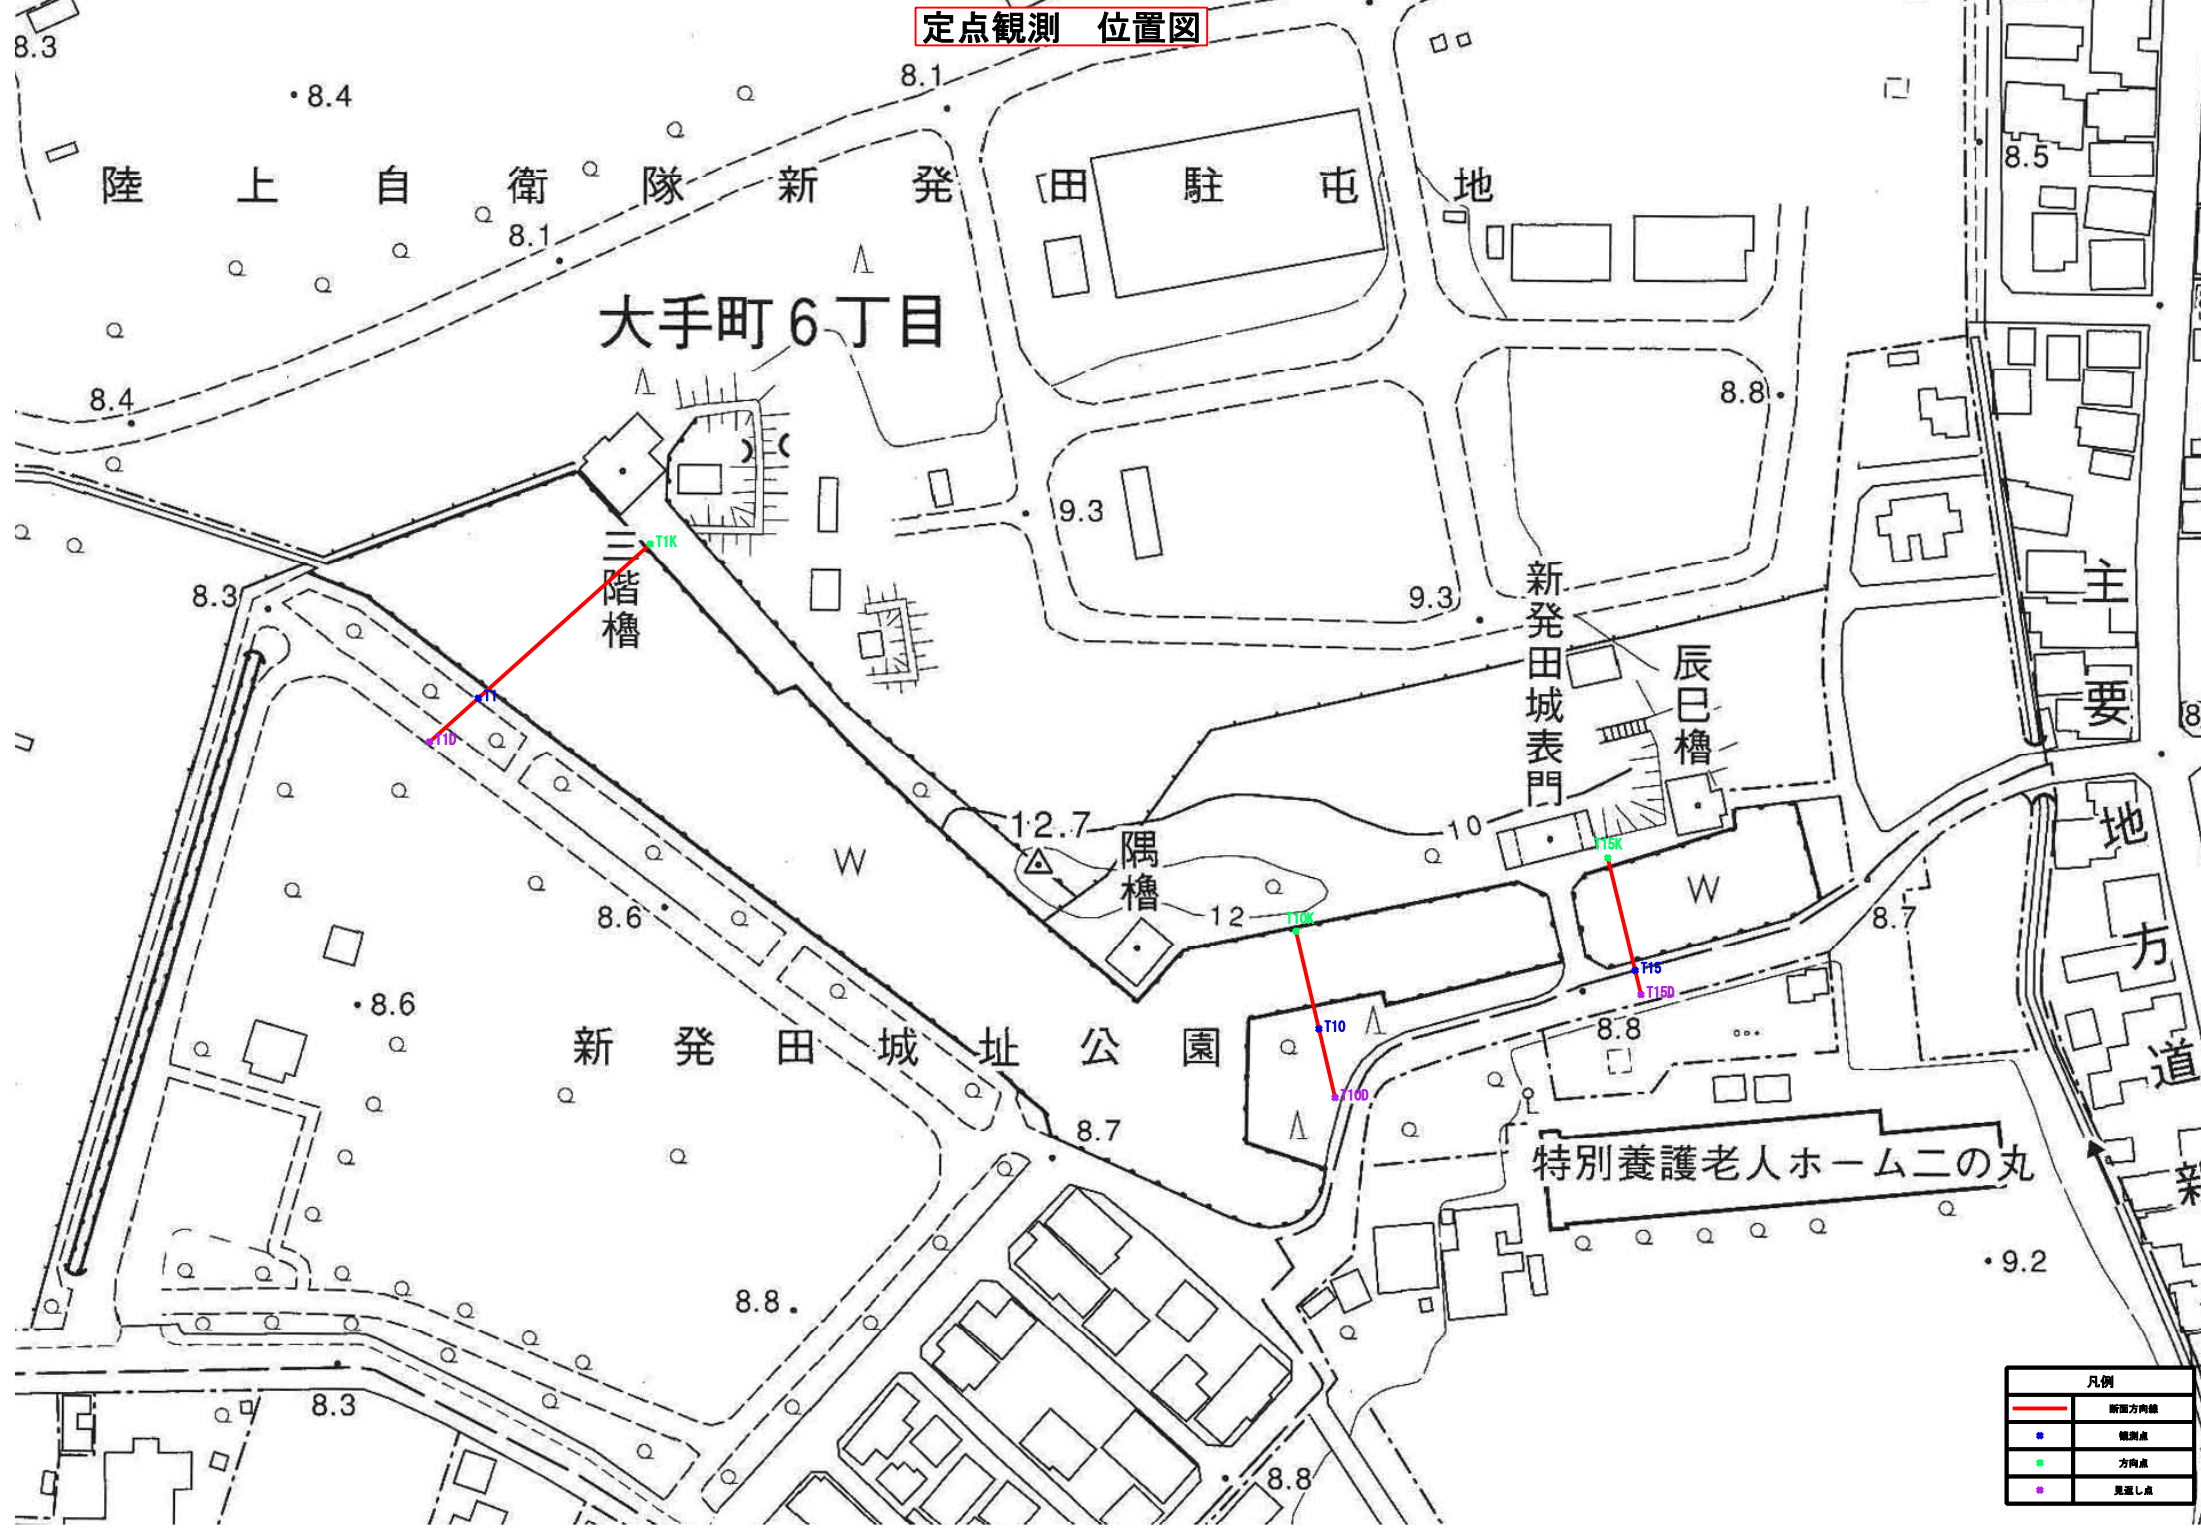 定点観測　位置図
8.3
8.4
8.1
8.5
陸上自衛隊新発田駐屯地
8.1
大手町6丁目
8.4
8.8
9.3
T1K
三階櫓
8.3
9.3
新発田城表門
辰巳櫓
主要地方道新
T1
T1D
8
12.7
隅櫓
10
T15K
W
W
8.6
12
T10K
8.7
T15
T15D
8.6
T10
8.8
新発田城址公園
T10D
8.7
特別養護老人ホーム二の丸
9.2
8.8
8.3
8.8
凡例
断面方向線
観測点
方向点
見返し点